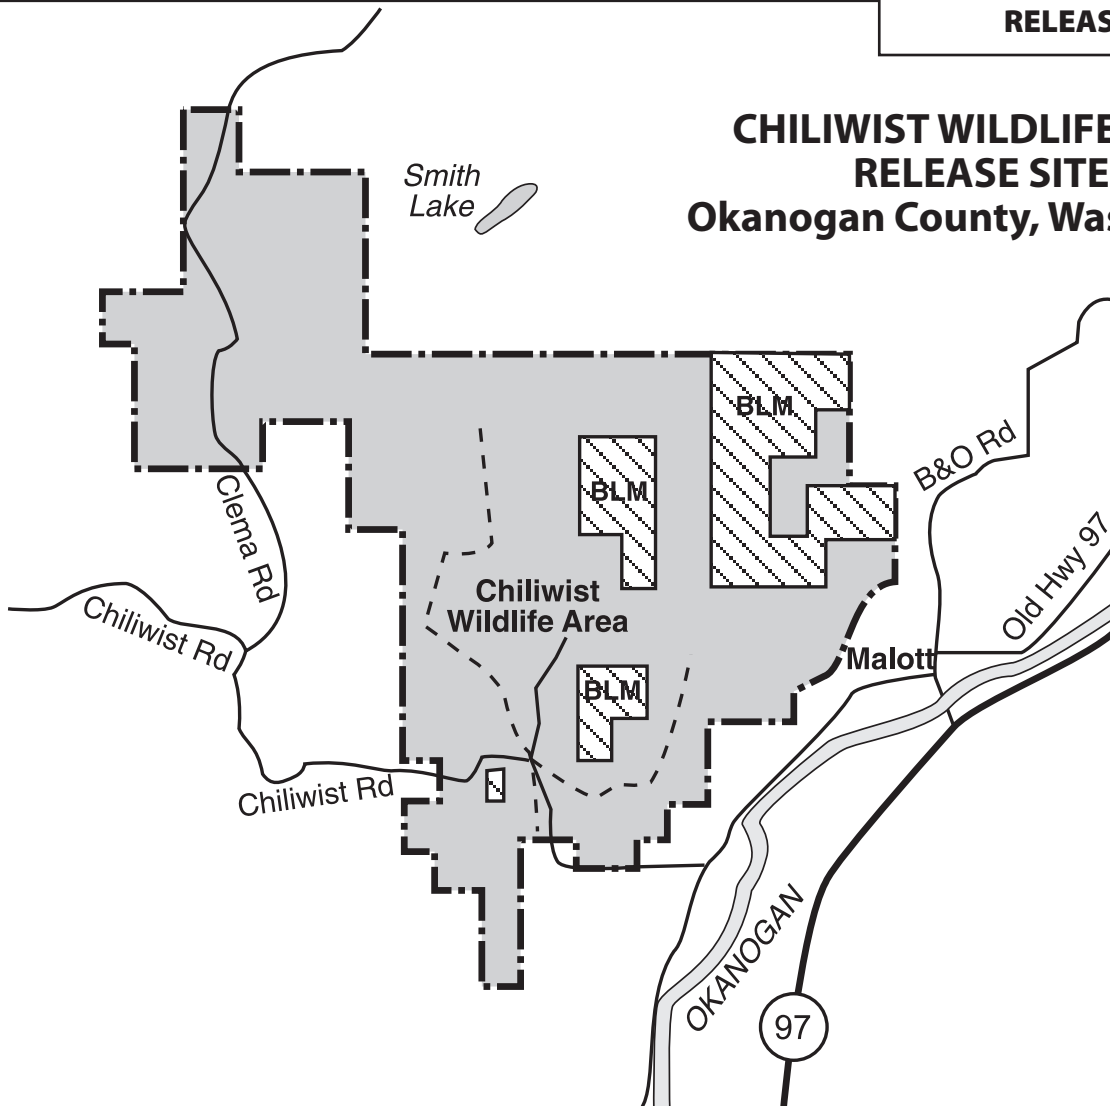 RELEAS
CHILIWIST WILDLIFE
RELEASE SITE
Okanogan County, Was
Smith
Lake
BLM
B&O Rd
BLM
Clema Rd
Old Hwy 97
Chiliwist
Wildlife Area
Chiliwist Rd
Malott
BLM
Chiliwist Rd
OKANOGAN
97